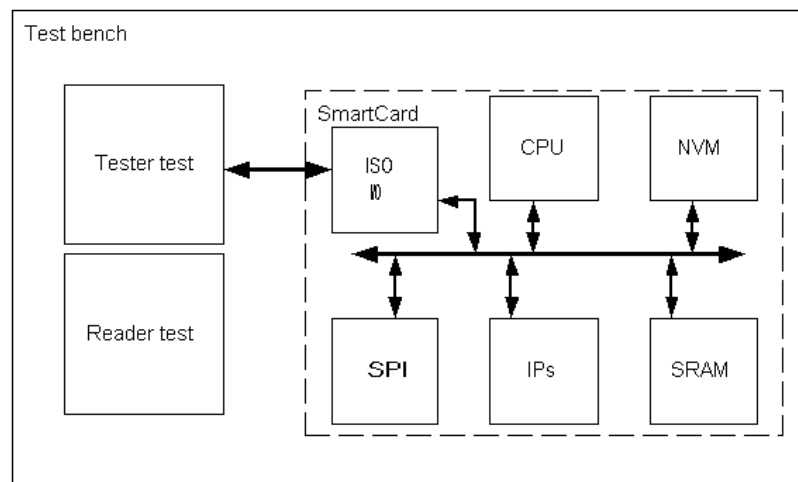 Test bench
Tester test
SmartCard
ISO
I/O
CPU
NVM
Reader test
SPI
IPs
SRAM